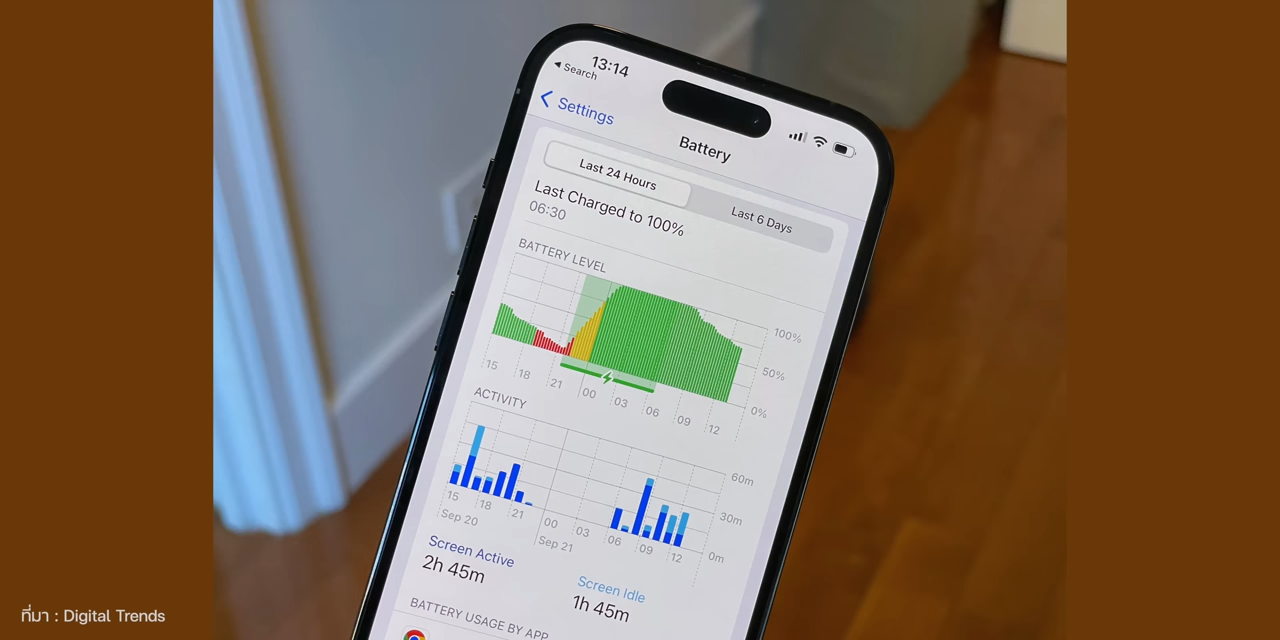 13:14
Search
Settings
Battery
Last 24 Hours
Last 6 Days
Last Charged to 100%
06:30
BATTERY LEVEL
100%
50%
0%
15 18 21 00 03 06 09 12
ACTIVITY
60m
30m
0m
15 18 21 00 03 06 09 12
Sep 20 Sep 21
Screen Active
2h 45m
Screen Idle
1h 45m
BATTERY USAGE BY APP
ที่มา : Digital Trends